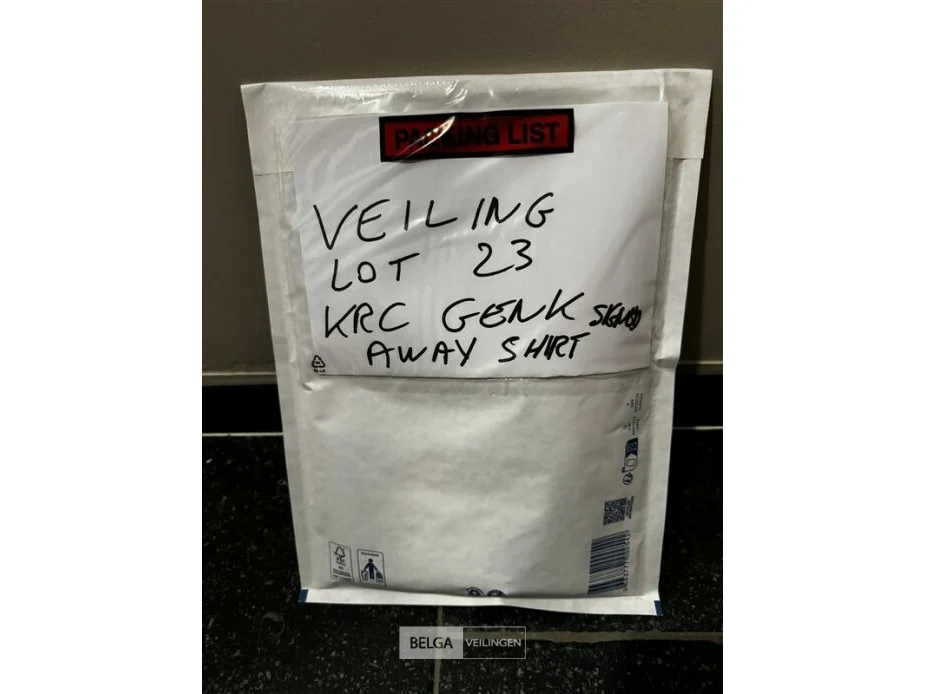 PACKING LIST
VEILING
LOT 23
KRC GENK SIGNED
AWAY SHIRT
BELGA VEILINGEN